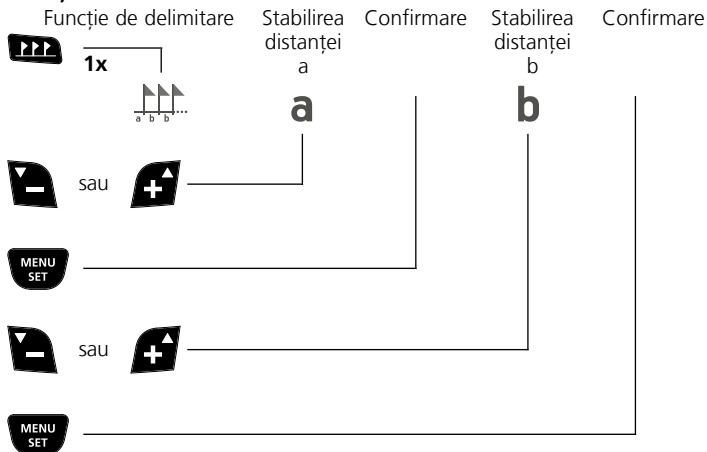 Funcție de delimitare
Stabilirea distanței a
Confirmare
Stabilirea distanței b
Confirmare
1x
a b b
a
b
sau
MENU
SET
sau
MENU
SET